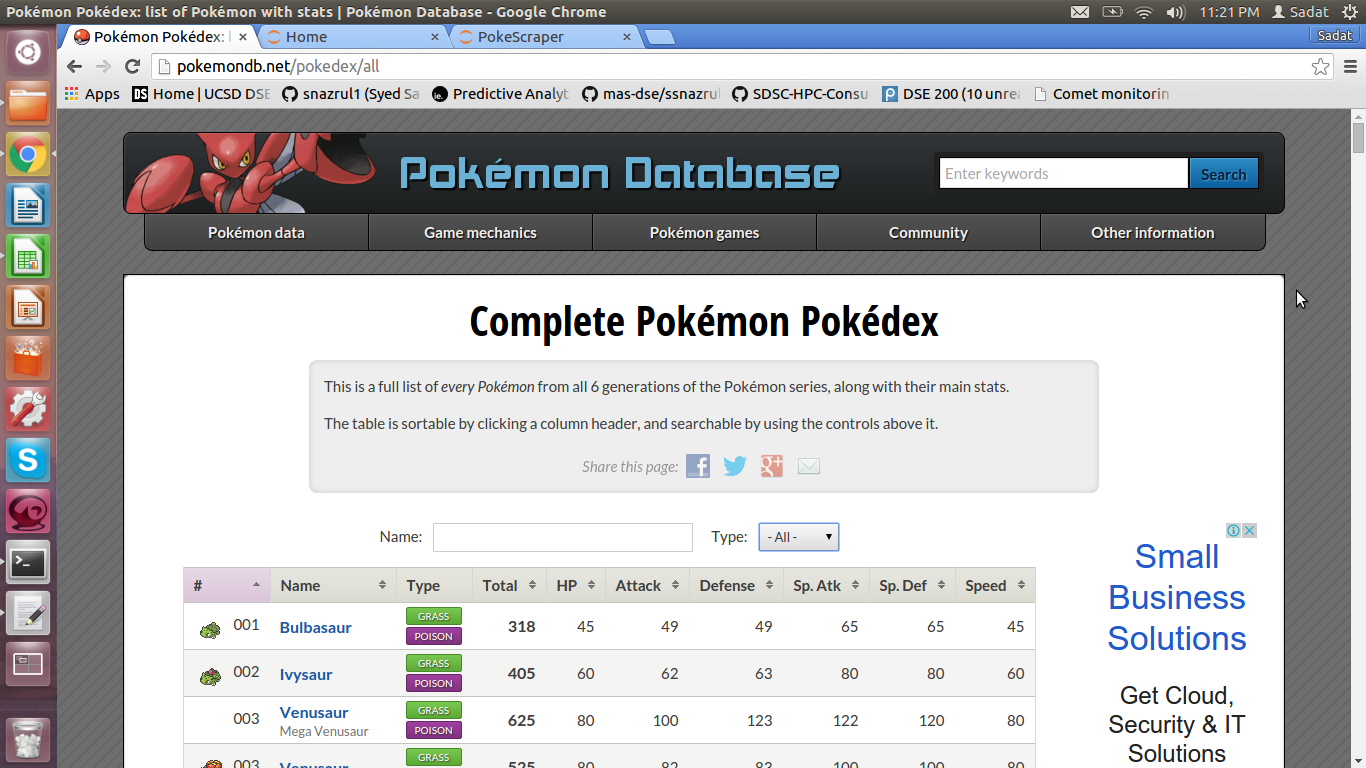 Pokémon Pokédex: list of Pokémon with stats | Pokémon Database - Google Chrome
11:21 PM Sadat
Pokémon Pokédex: l
Home
PokeScraper
Sadat
pokemondb.net/pokedex/all
Apps
DS Home | UCSD DSE
snazrul1 (Syed Sa
ie. Predictive Analyt
mas-dse/ssnazrul
SDSC-HPC-Consu
DSE 200 (10 unrea
Comet monitorin
Pokémon Database
Enter keywords
Search
Pokémon data
Game mechanics
Pokémon games
Community
Other information
Complete Pokémon Pokédex
This is a full list of every Pokémon from all 6 generations of the Pokémon series, along with their main stats.
The table is sortable by clicking a column header, and searchable by using the controls above it.
Share this page:
Name:
Type: - All -
# Name Type Total HP Attack Defense Sp. Atk Sp. Def Speed
001 Bulbasaur GRASS POISON 318 45 49 49 65 65 45
002 Ivysaur GRASS POISON 405 60 62 63 80 80 60
003 Venusaur GRASS POISON 625 80 100 123 122 120 80
Mega Venusaur
003 Venusaur GRASS 525 80 82 83 100 100 80
Small
Business
Solutions
Get Cloud,
Security & IT
Solutions